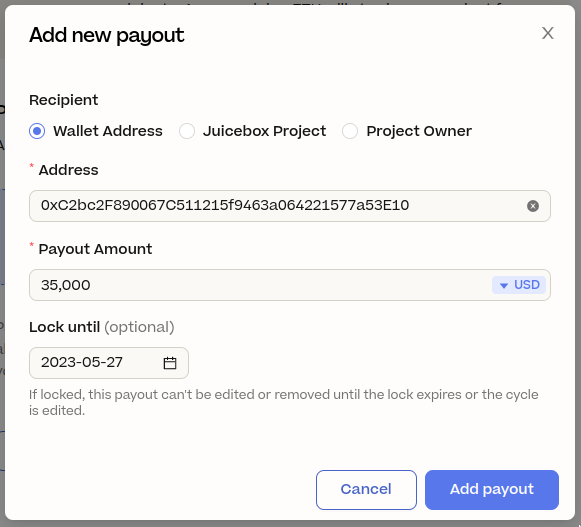 Add new payout
X
Recipient
Wallet Address Juicebox Project Project Owner
* Address
0xC2bc2F890067C511215f9463a064221577a53E10
* Payout Amount
35,000 USD
Lock until (optional)
2023-05-27
If locked, this payout can't be edited or removed until the lock expires or the cycle
is edited.
Cancel Add payout